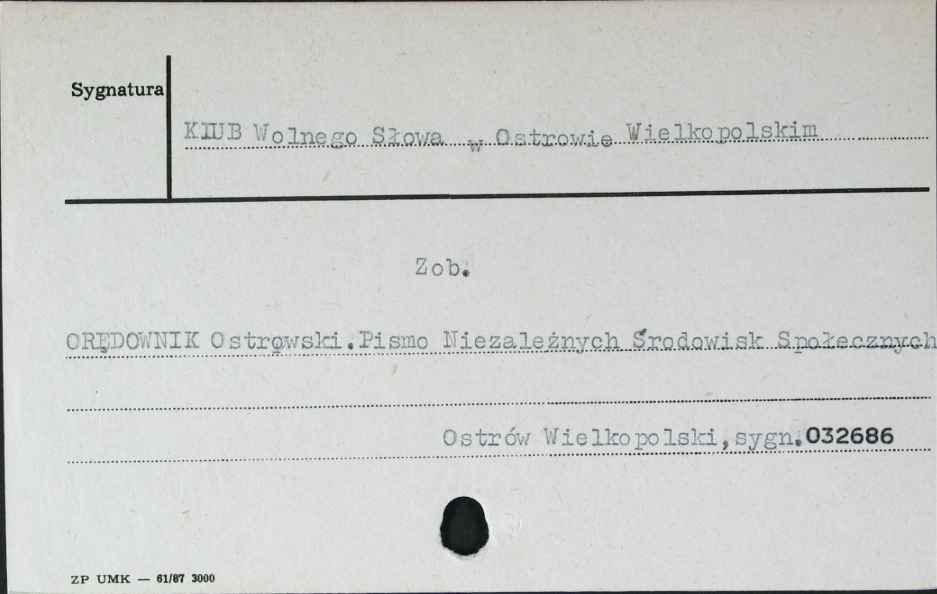 Sygnatura
KLUB Wolnego Słowa w Ostrowie Wielkopolskim
Zob.
ORĘDOWNIK Ostrowski.Pismo Niezależnych Środowisk Społecznych
Ostrów Wielkopolski,sygn.032686
ZP UMK — 61/87 3000